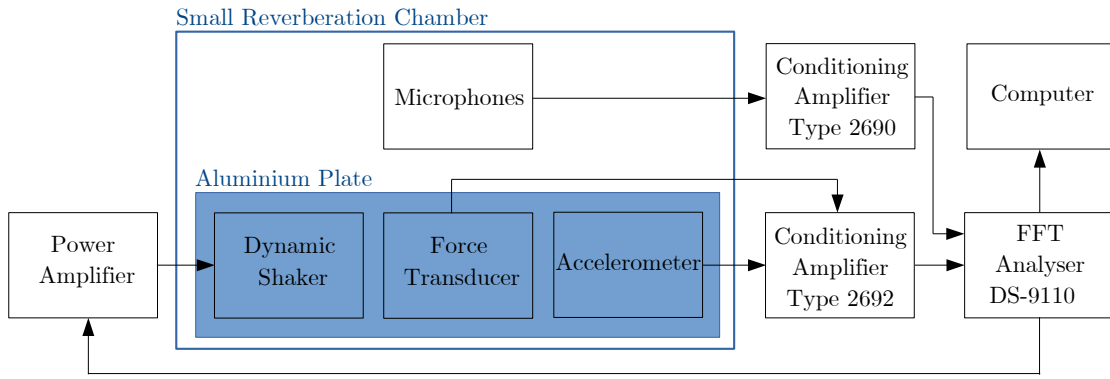 Small Reverberation Chamber
Microphones
Conditioning
Amplifier
Type 2690
Computer
Aluminium Plate
Power
Amplifier
Dynamic
Shaker
Force
Transducer
Accelerometer
Conditioning
Amplifier
Type 2692
FFT
Analyser
DS-9110